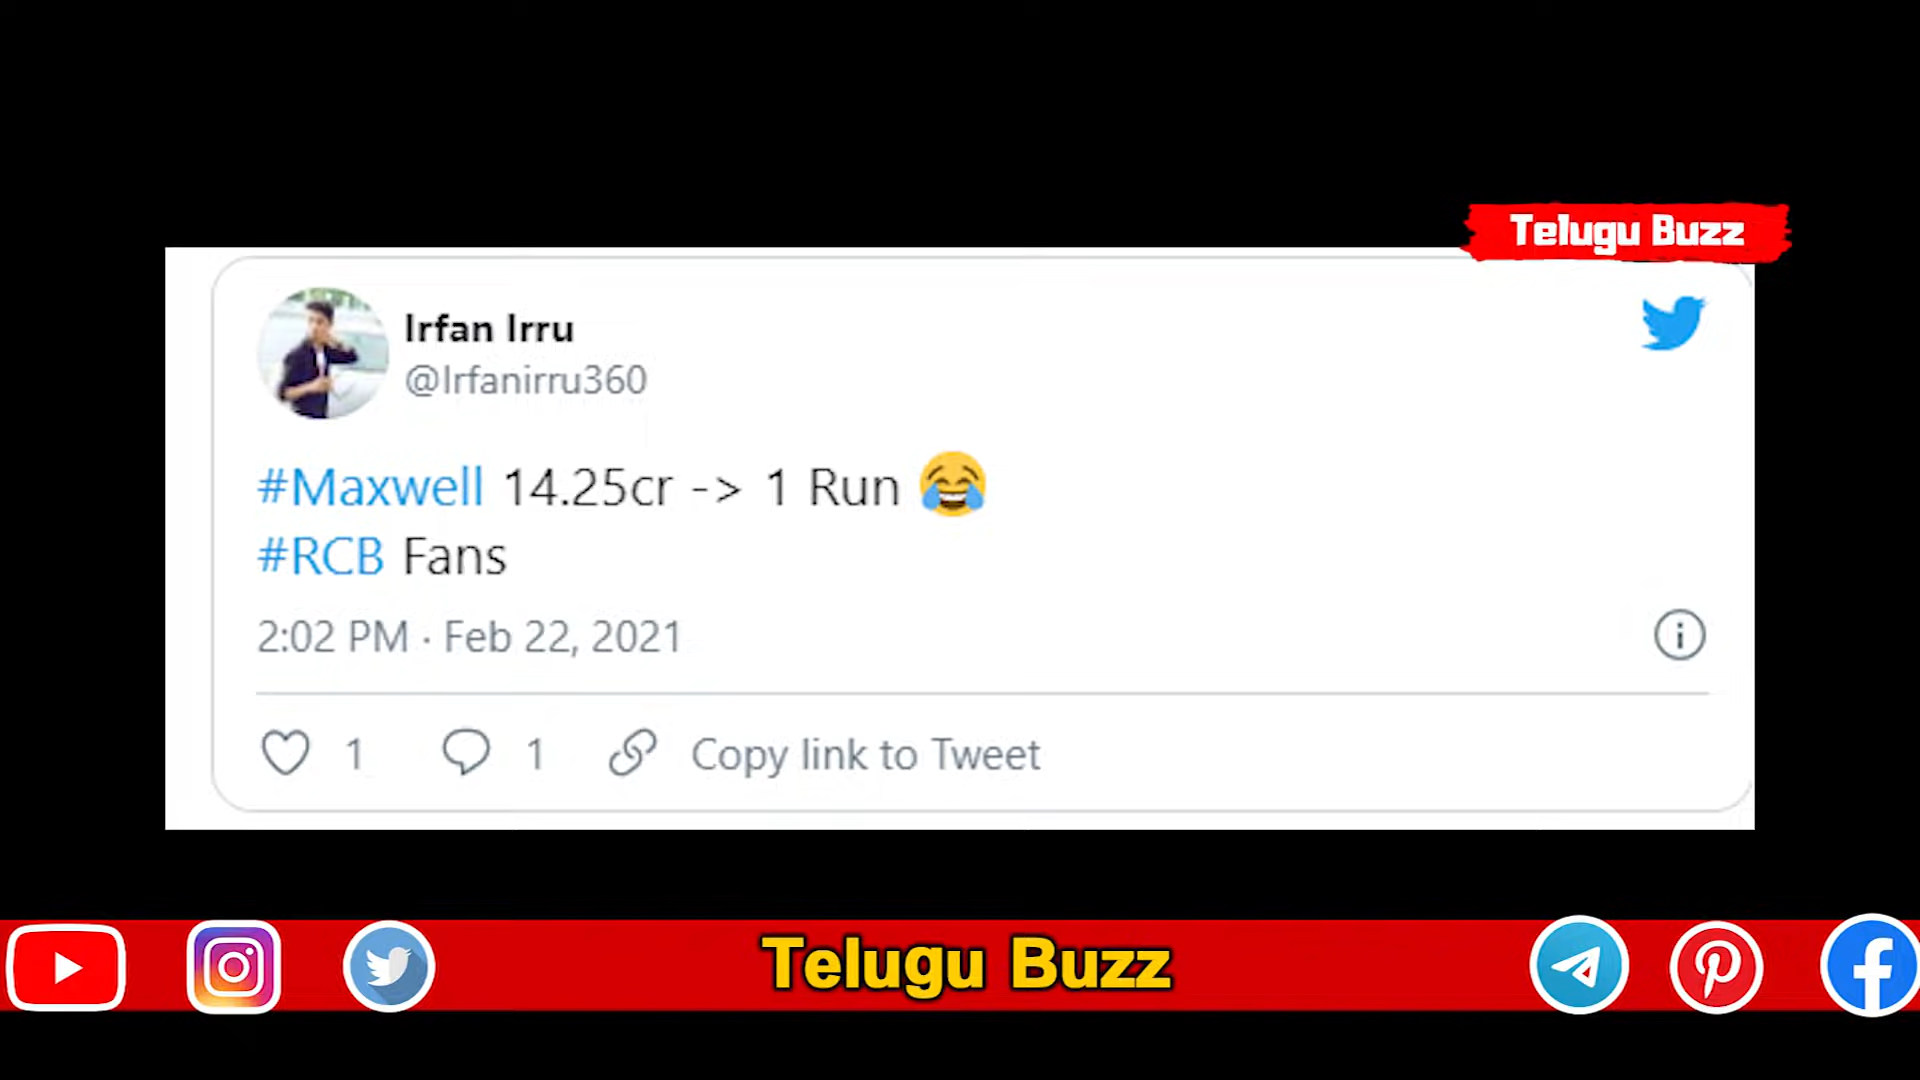 Telugu Buzz
Irfan Irru
@Irfanirru360
#Maxwell 14.25cr -> 1 Run 😂
#RCB Fans
2:02 PM · Feb 22, 2021
1 1 Copy link to Tweet
Telugu Buzz